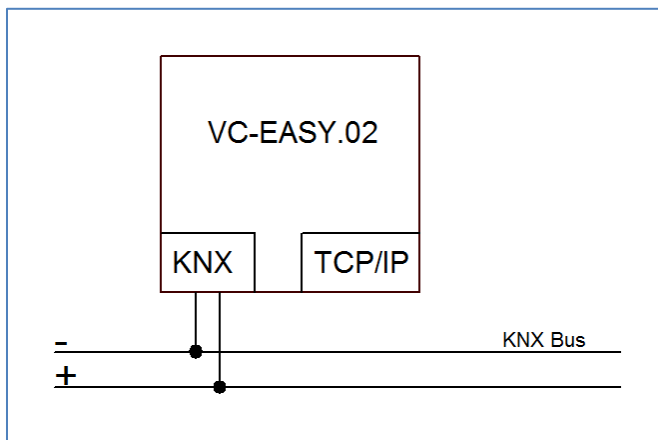 VC-EASY.02
KNX TCP/IP
- KNX Bus
+